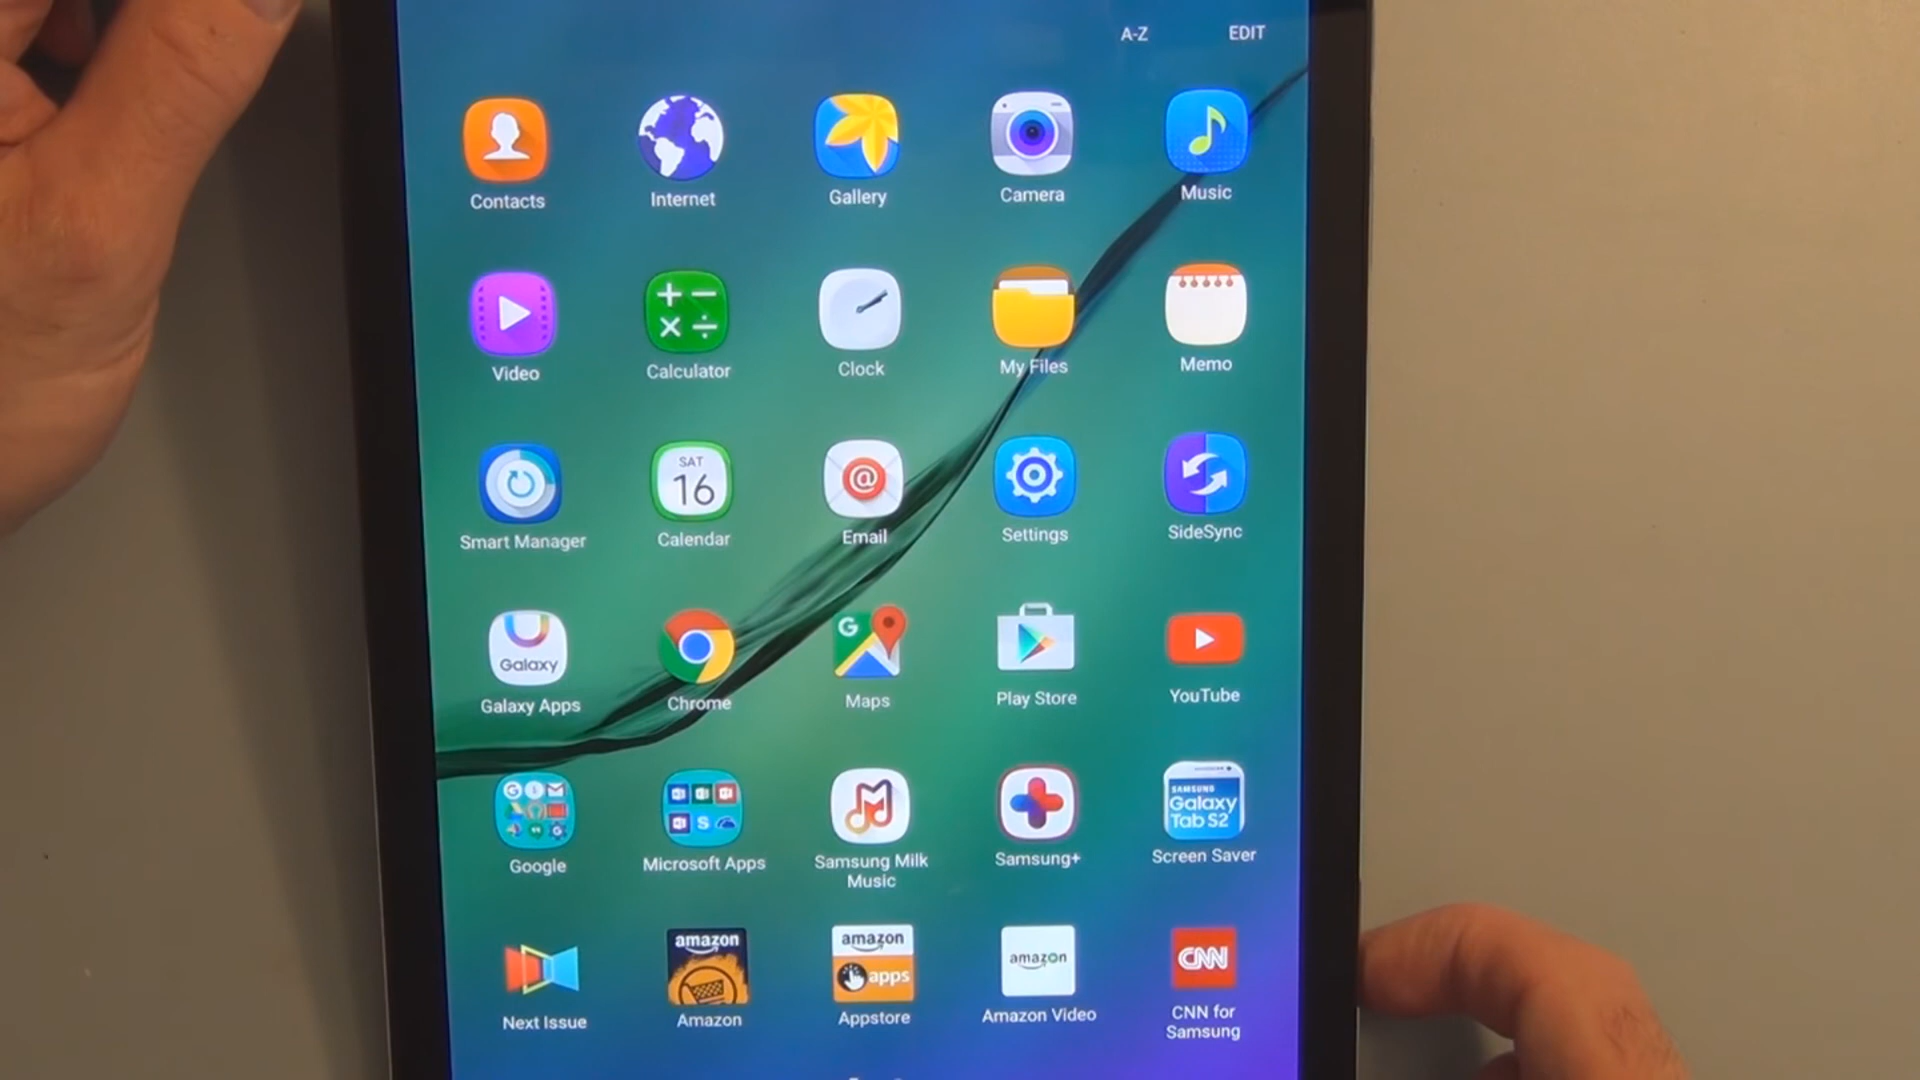 A-Z EDIT
Contacts Internet Gallery Camera Music
Video Calculator Clock My Files Memo
SAT
16
@
Smart Manager Calendar Email Settings SideSync
Galaxy
G
Galaxy Apps Chrome Maps Play Store YouTube
SAMSUNG
Galaxy
Tab S2
Google Microsoft Apps Samsung Milk Music Samsung+ Screen Saver
amazon
amazon
apps
amazon
CNN
Next Issue Amazon Appstore Amazon Video CNN for Samsung